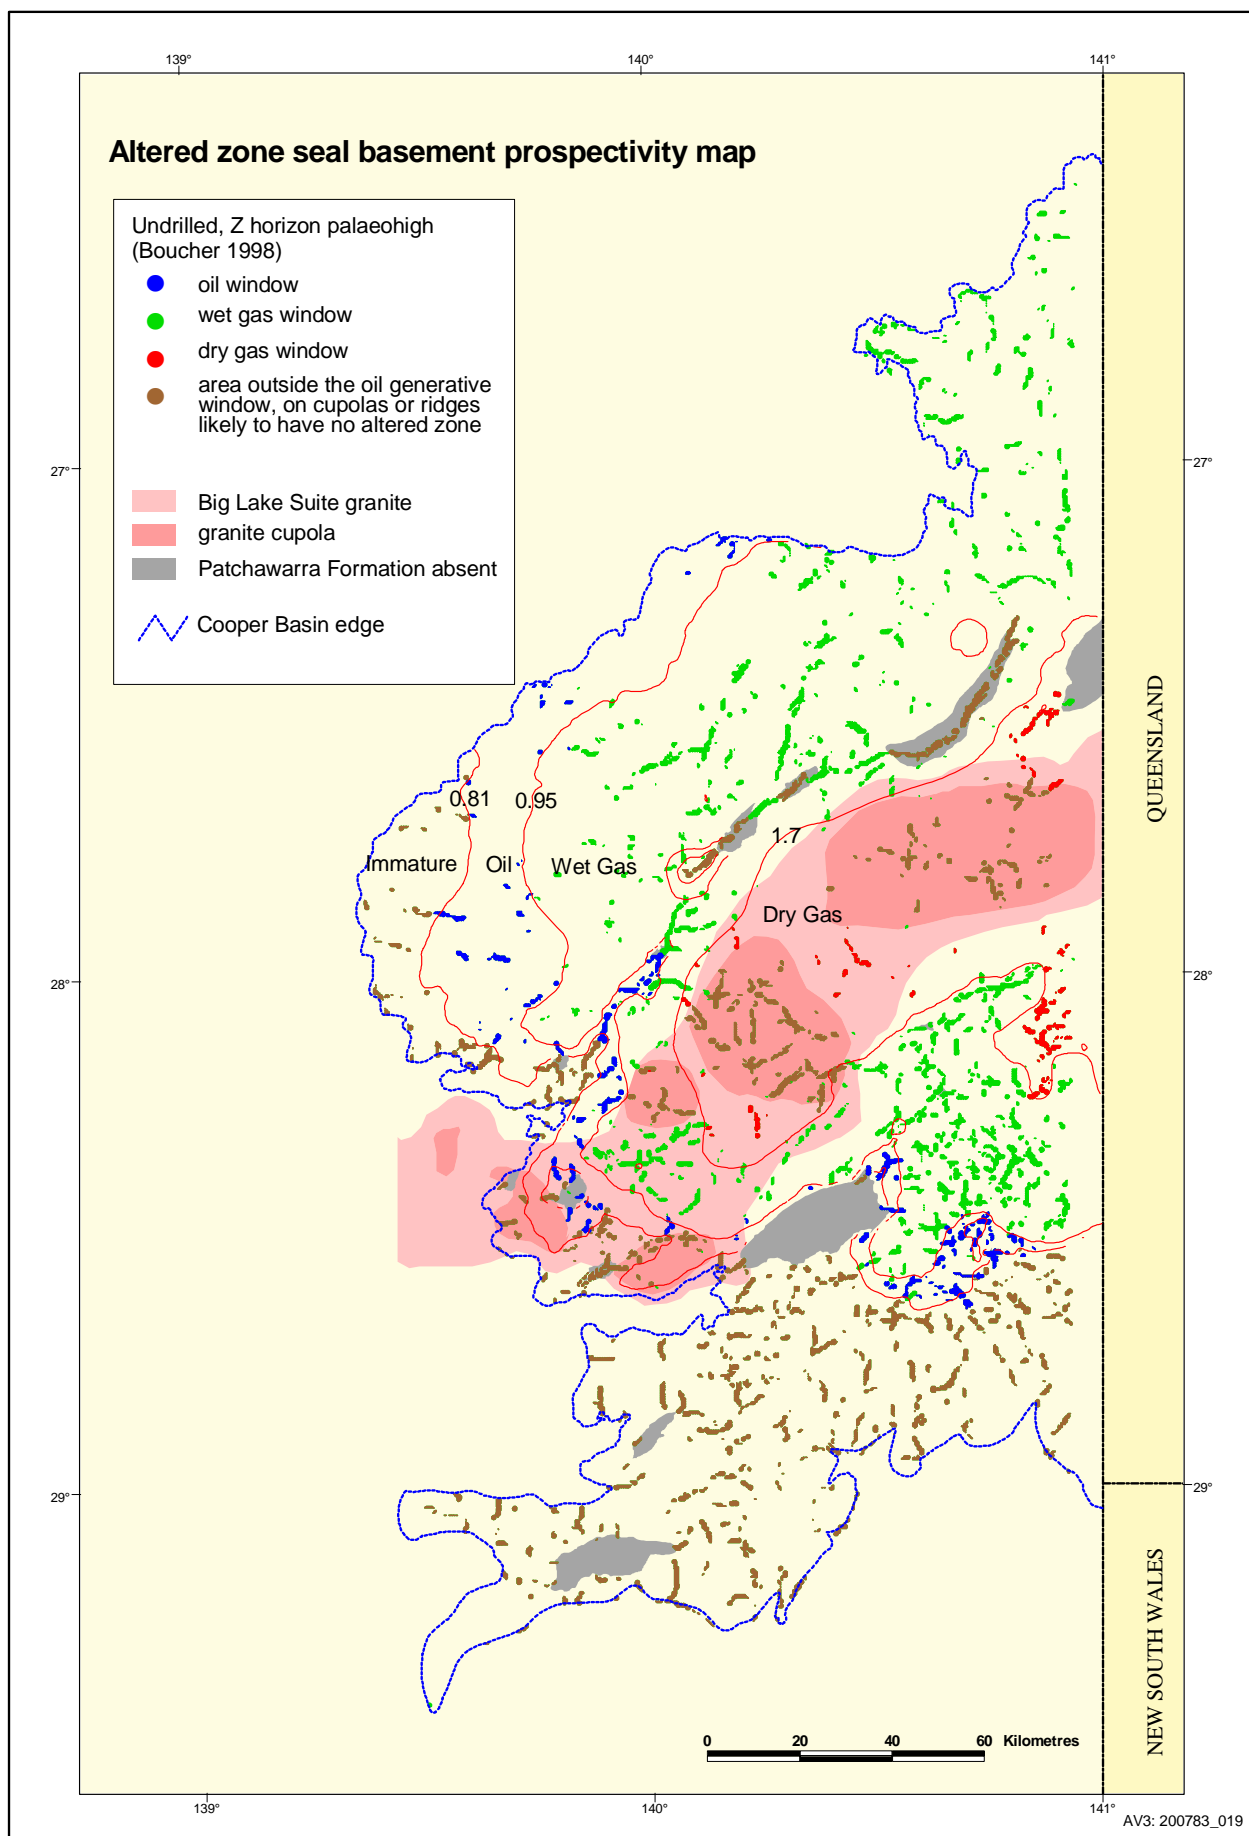 139°
140°
141°
Altered zone seal basement prospectivity map
Undrilled, Z horizon palaeohigh
(Boucher 1998)
oil window
wet gas window
dry gas window
area outside the oil generative
window, on cupolas or ridges
likely to have no altered zone
Big Lake Suite granite
granite cupola
Patchawarra Formation absent
Cooper Basin edge
27°
27°
QUEENSLAND
0.81
0.95
1.7
Immature
Oil
Wet Gas
Dry Gas
28°
28°
29°
29°
NEW SOUTH WALES
0
20
40
60
Kilometres
139°
140°
141°
AV3: 200783_019